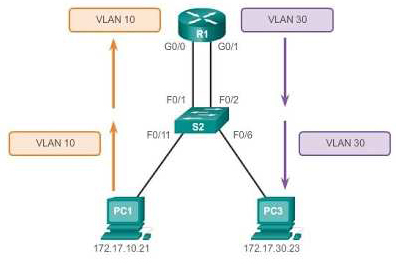 VLAN 10
VLAN 30
R1
G0/0
G0/1
F0/1
F0/2
S2
VLAN 10
VLAN 30
F0/11
F0/6
PC1
PC3
172.17.10.21
172.17.30.23